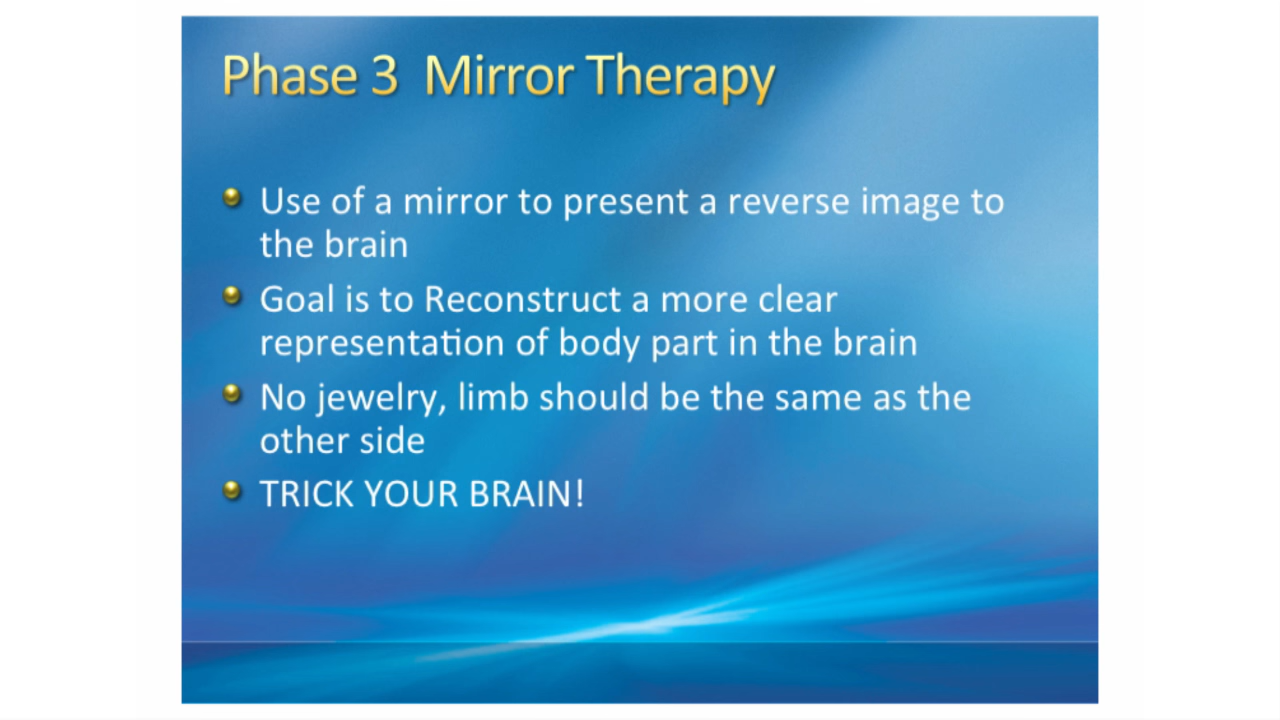 Phase 3 Mirror Therapy
Use of a mirror to present a reverse image to
the brain
Goal is to Reconstruct a more clear
representation of body part in the brain
No jewelry, limb should be the same as the
other side
TRICK YOUR BRAIN!